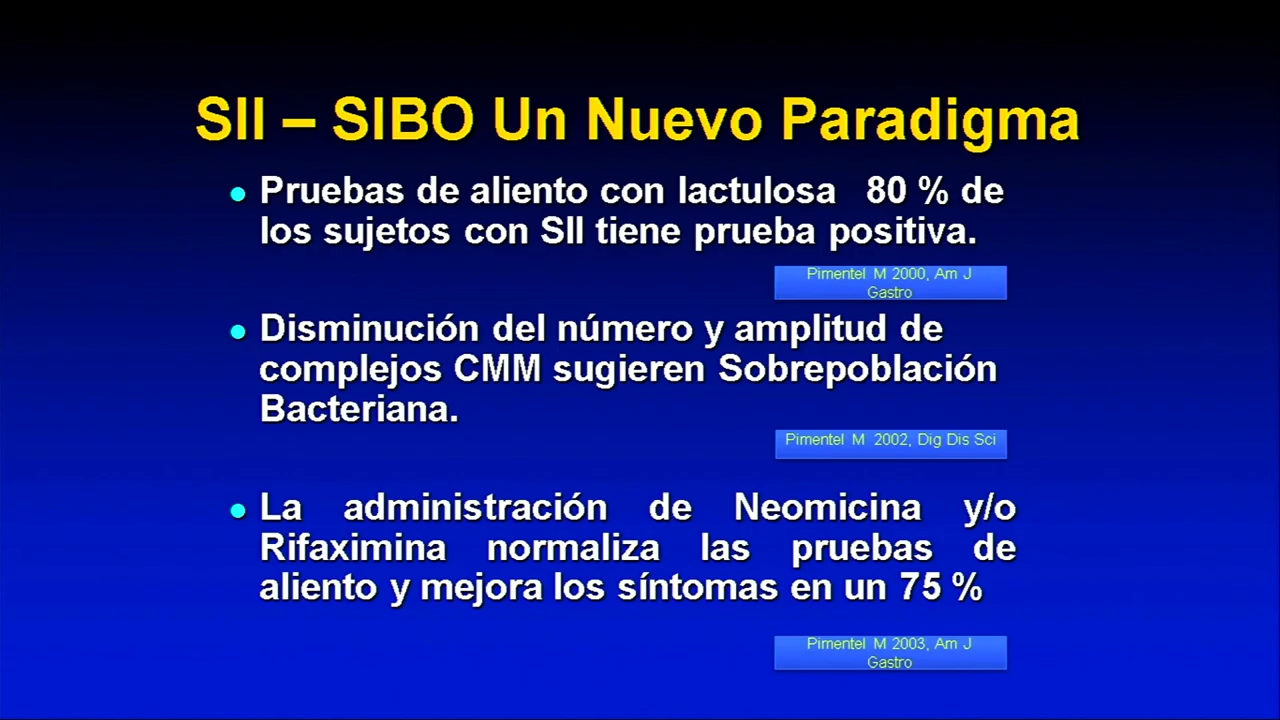 SII – SIBO Un Nuevo Paradigma
Pruebas de aliento con lactulosa 80 % de
los sujetos con SII tiene prueba positiva.
Pimentel M 2000, Am J
Gastro
Disminución del número y amplitud de
complejos CMM sugieren Sobrepoblación
Bacteriana.
Pimentel M 2002, Dig Dis Sci
La administración de Neomicina y/o
Rifaximina normaliza las pruebas de
aliento y mejora los síntomas en un 75 %
Pimentel M 2003, Am J
Gastro